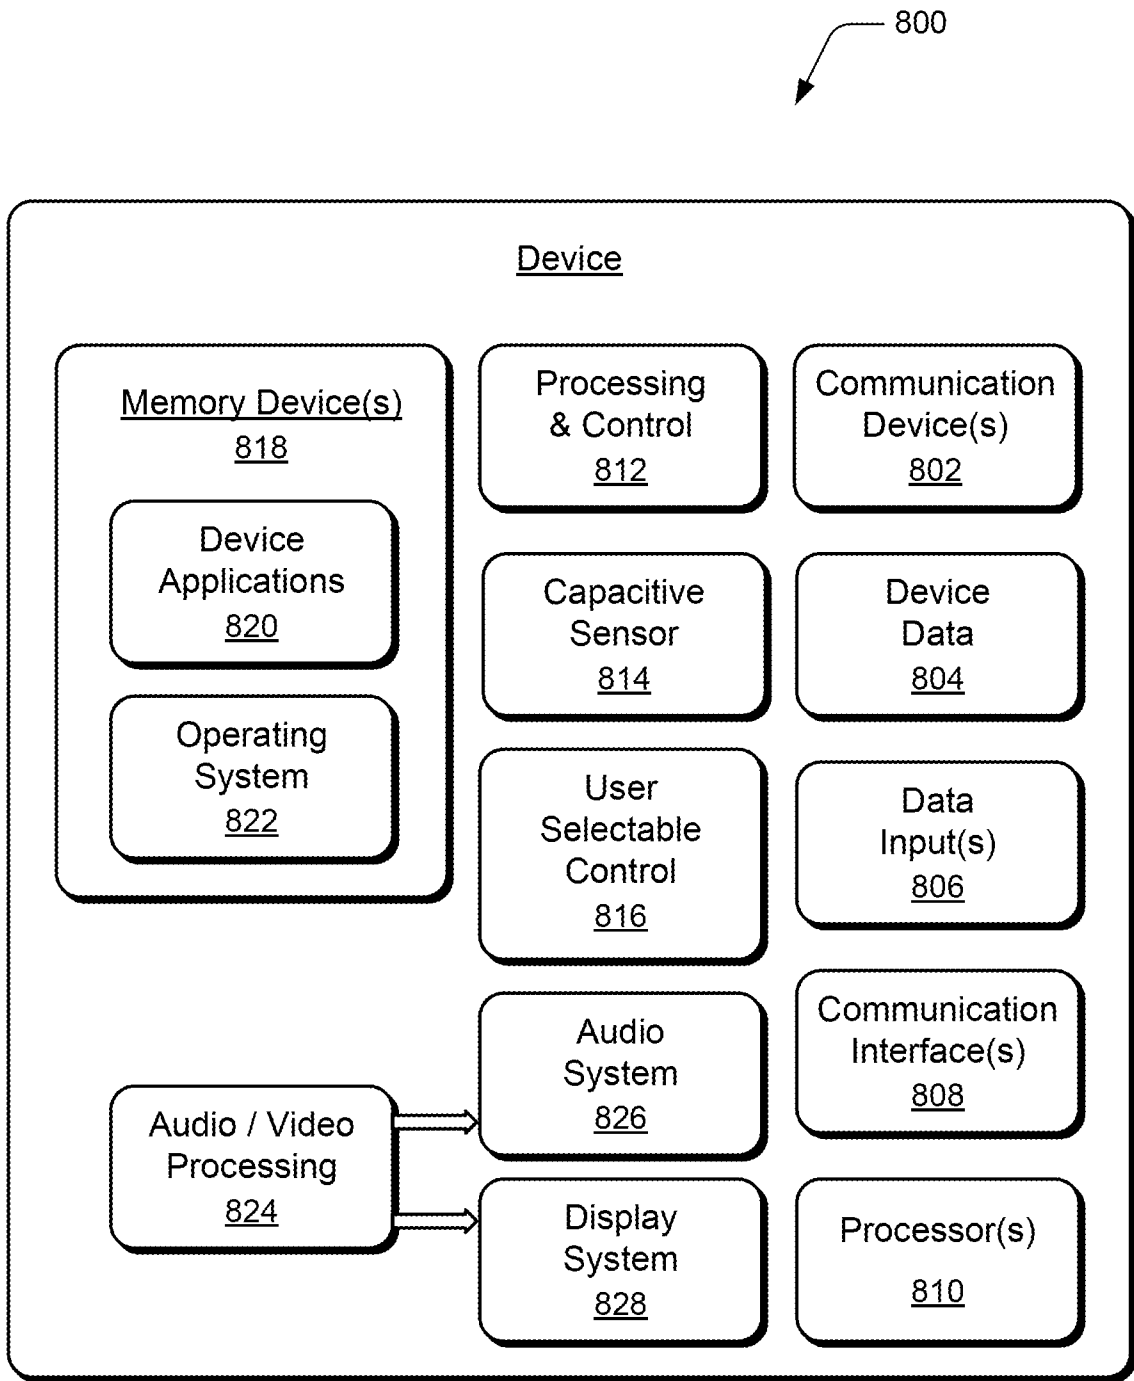 800
Device
Memory Device(s)
818
Device
Applications
820
Operating
System
822
Processing
& Control
812
Communication
Device(s)
802
Capacitive
Sensor
814
Device
Data
804
User
Selectable
Control
816
Data
Input(s)
806
Audio / Video
Processing
824
Audio
System
826
Communication
Interface(s)
808
Display
System
828
Processor(s)
810